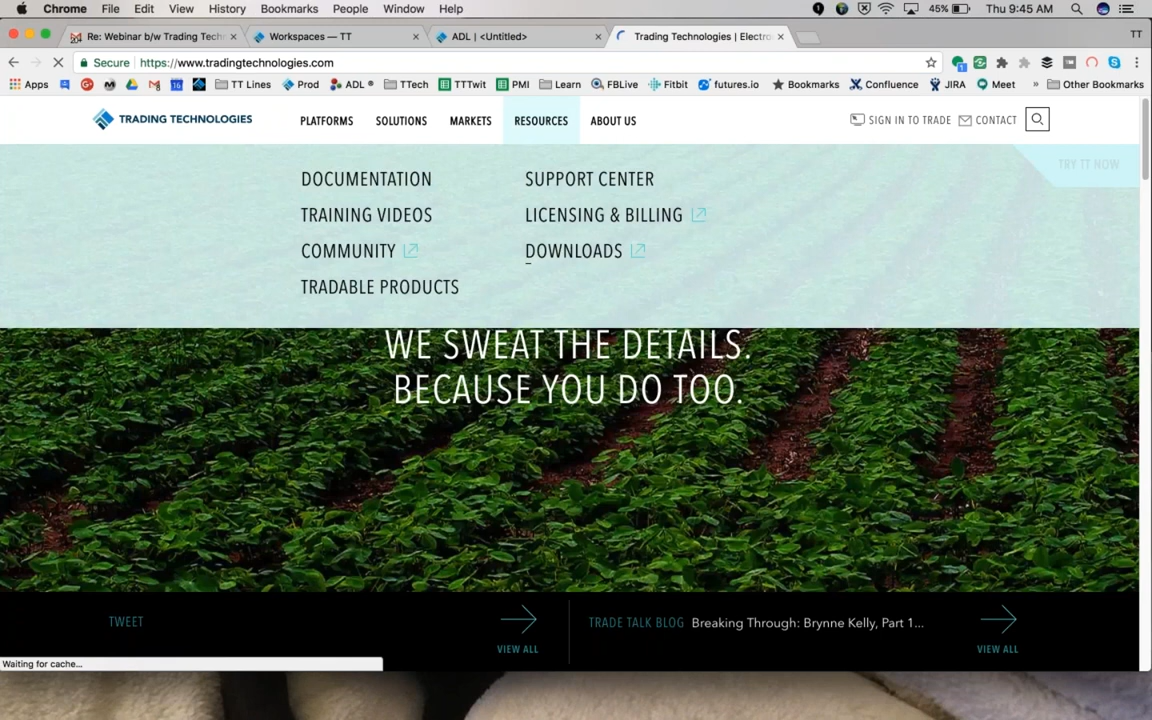 Chrome File Edit View History Bookmarks People Window Help 45% Thu 9:45 AM
Re: Webinar b/w Trading Techn
Workspaces — TT
ADL | <Untitled>
Trading Technologies | Electro
TT
Secure https://www.tradingtechnologies.com
Apps TT Lines Prod ADL ® TTech TTTwit PMI Learn FBLive Fitbit futures.io Bookmarks Confluence JIRA Meet » Other Bookmarks
TRADING TECHNOLOGIES
PLATFORMS SOLUTIONS MARKETS RESOURCES ABOUT US
SIGN IN TO TRADE CONTACT
TRY TT NOW
DOCUMENTATION
TRAINING VIDEOS
COMMUNITY
TRADABLE PRODUCTS
SUPPORT CENTER
LICENSING & BILLING
DOWNLOADS
WE SWEAT THE DETAILS.
BECAUSE YOU DO TOO.
TWEET
VIEW ALL
TRADE TALK BLOG Breaking Through: Brynne Kelly, Part 1...
VIEW ALL
Waiting for cache...